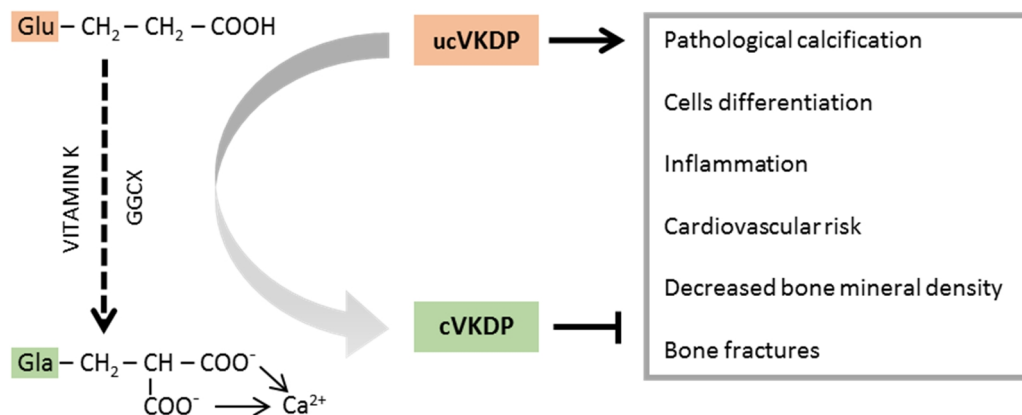 Glu – CH₂ – CH₂ – COOH
VITAMIN K
GGCX
Gla – CH₂ – CH – COO⁻
COO⁻
Ca²⁺
ucVKDP
cVKDP
Pathological calcification
Cells differentiation
Inflammation
Cardiovascular risk
Decreased bone mineral density
Bone fractures